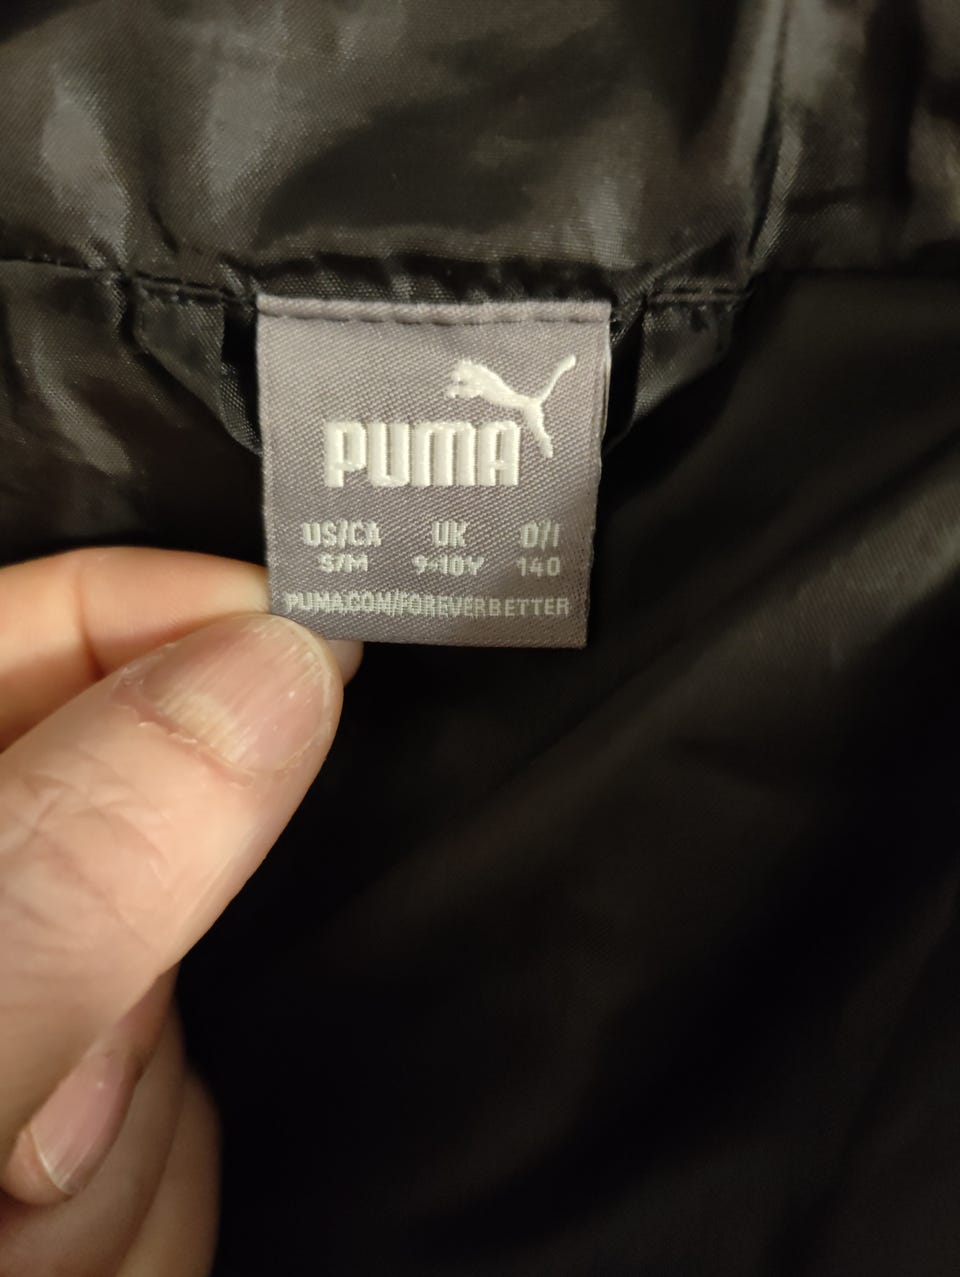 PUMA
US/CA UK D/I
S/M 9-10Y 140
PUMA.COM/FOREVERBETTER